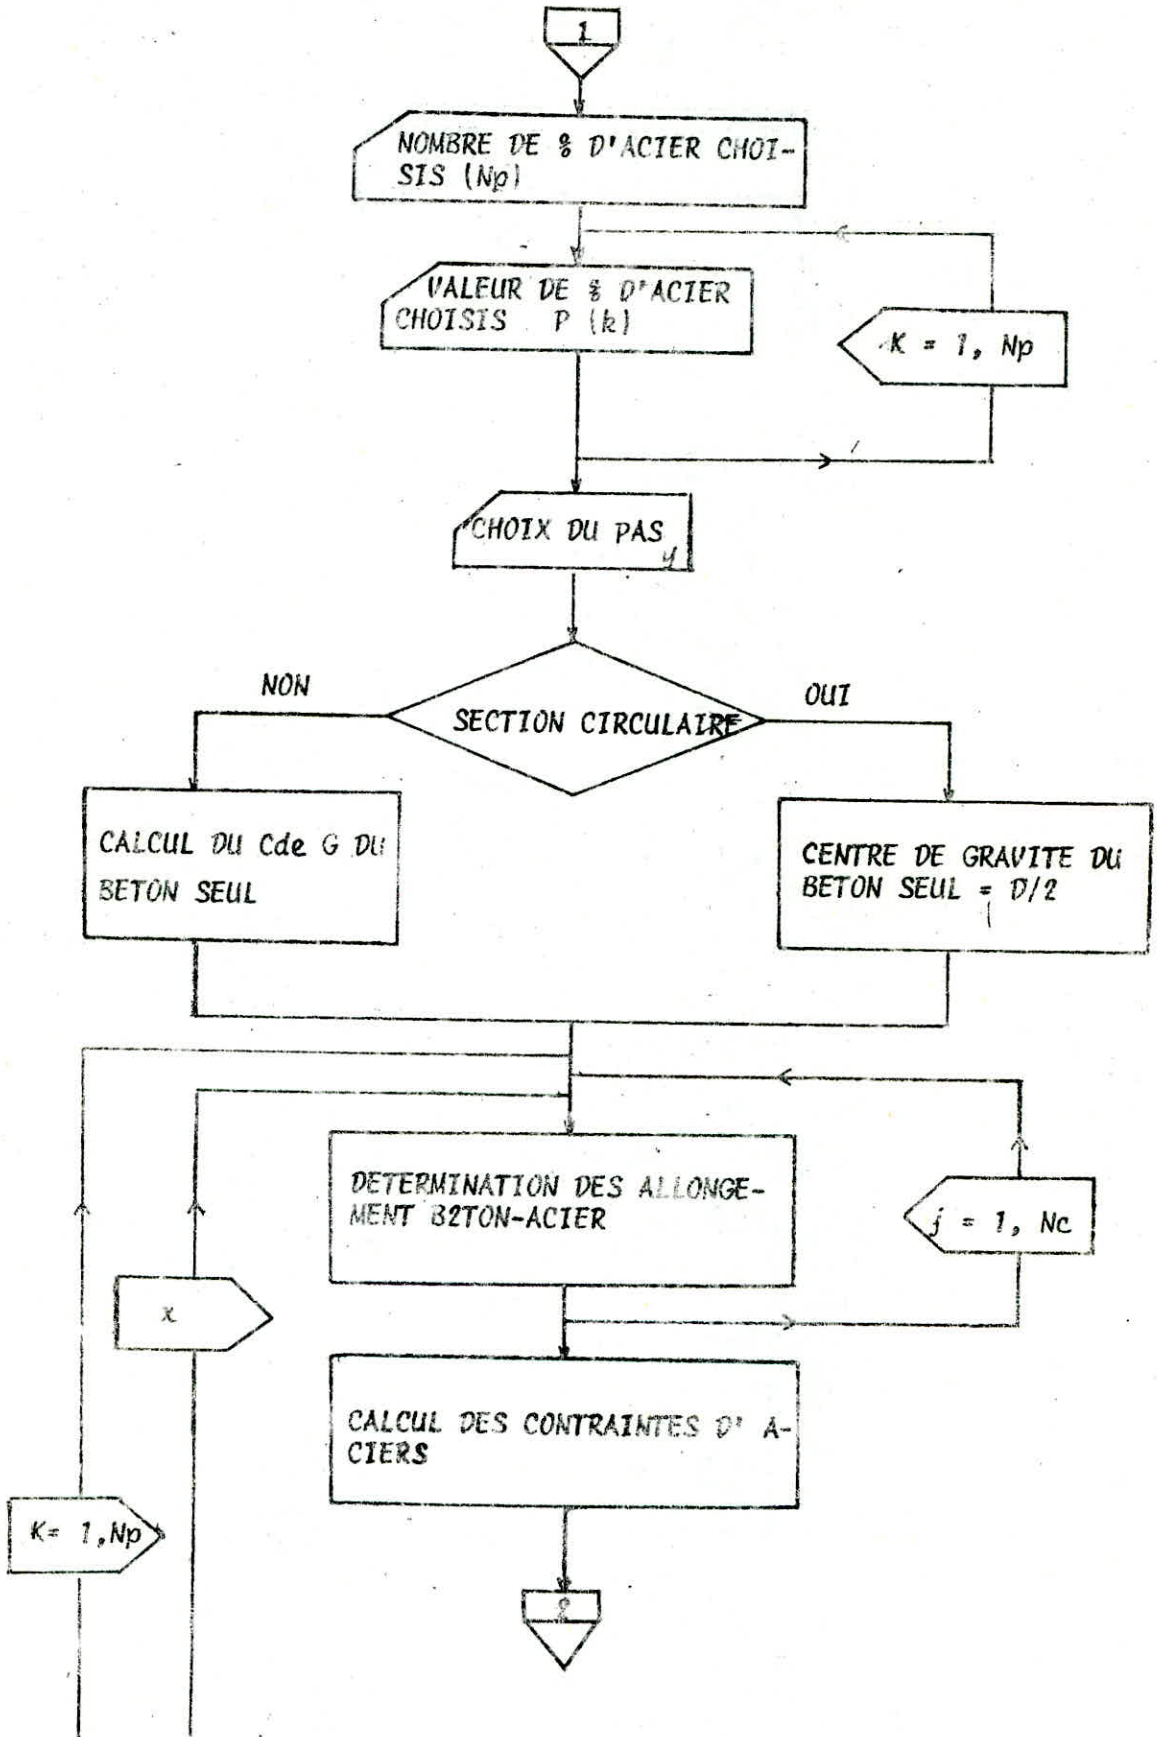 1
NOMBRE DE % D'ACIER CHOI-
SIS (Np)
VALEUR DE % D'ACIER
CHOISIS P (k)
K = 1, Np
CHOIX DU PAS
y
SECTION CIRCULAIRE
NON
OUI
CALCUL DU Cde G DU
BETON SEUL
CENTRE DE GRAVITE DU
BETON SEUL = D/2
DETERMINATION DES ALLONGE-
MENT B2TON-ACIER
j = 1, Nc
x
CALCUL DES CONTRAINTES D' A-
CIERS
K= 1,Np
2